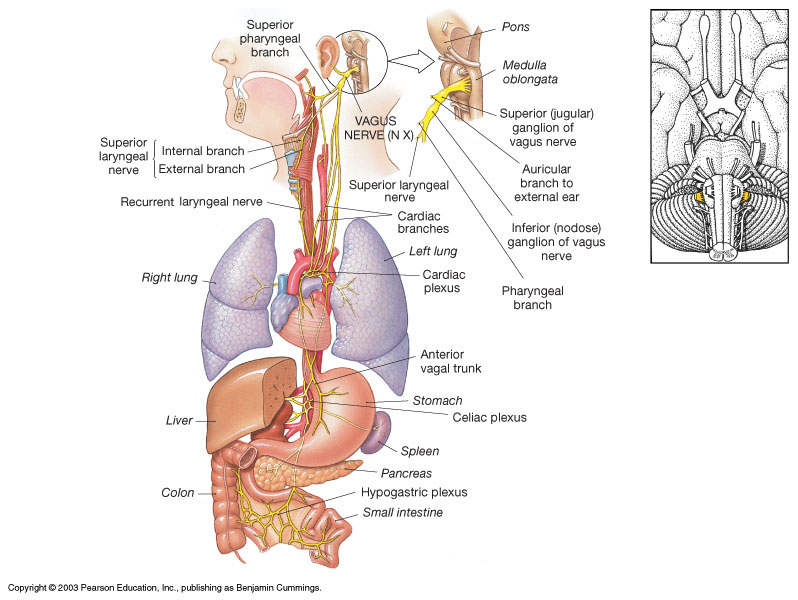 Superior
pharyngeal
branch
Pons
Medulla
oblongata
VAGUS
NERVE (N X)
Superior (jugular)
ganglion of
vagus nerve
Superior
laryngeal
nerve
Internal branch
External branch
Auricular
branch to
external ear
Superior laryngeal
nerve
Recurrent laryngeal nerve
Cardiac
branches
Inferior (nodose)
ganglion of vagus
nerve
Left lung
Right lung
Cardiac
plexus
Pharyngeal
branch
Anterior
vagal trunk
Stomach
Celiac plexus
Liver
Spleen
Pancreas
Colon
Hypogastric plexus
Small intestine
Copyright © 2003 Pearson Education, Inc., publishing as Benjamin Cummings.